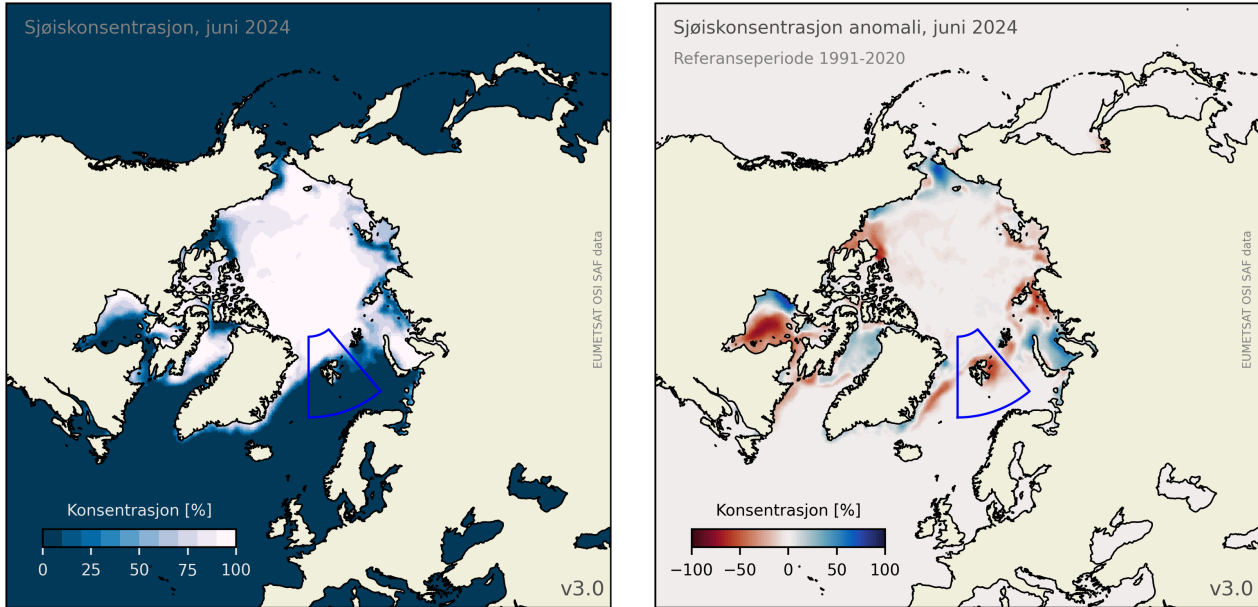 Sjøiskonsentrasjon, juni 2024
EUMETSAT OSI SAF data
Konsentrasjon [%]
0 25 50 75 100
v3.0
Sjøiskonsentrasjon anomali, juni 2024
Referanseperiode 1991-2020
EUMETSAT OSI SAF data
Konsentrasjon [%]
−100 −50 0 50 100
v3.0